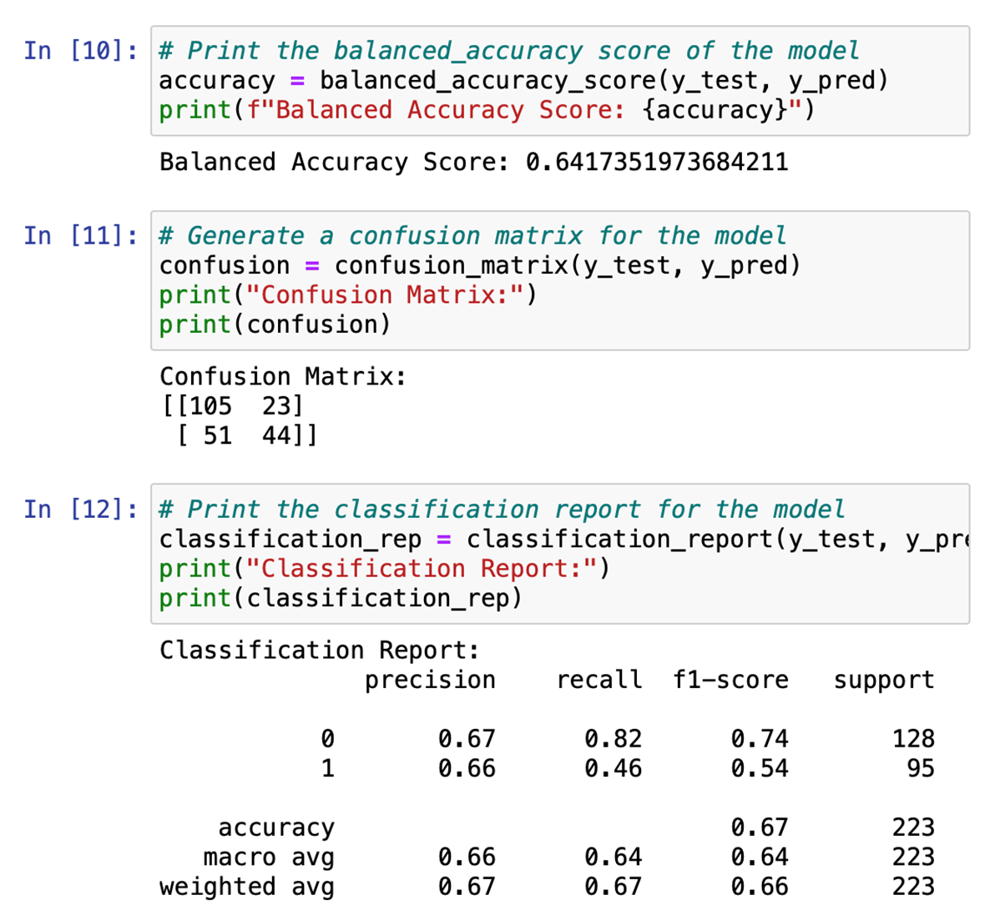 In [10]: # Print the balanced_accuracy score of the model
accuracy = balanced_accuracy_score(y_test, y_pred)
print(f"Balanced Accuracy Score: {accuracy}")
Balanced Accuracy Score: 0.6417351973684211
In [11]: # Generate a confusion matrix for the model
confusion = confusion_matrix(y_test, y_pred)
print("Confusion Matrix:")
print(confusion)
Confusion Matrix:
[[105  23]
 [ 51  44]]
In [12]: # Print the classification report for the model
classification_rep = classification_report(y_test, y_pre
print("Classification Report:")
print(classification_rep)
Classification Report:
              precision    recall  f1-score   support
           0       0.67      0.82      0.74       128
           1       0.66      0.46      0.54        95
    accuracy                           0.67       223
   macro avg       0.66      0.64      0.64       223
weighted avg       0.67      0.67      0.66       223